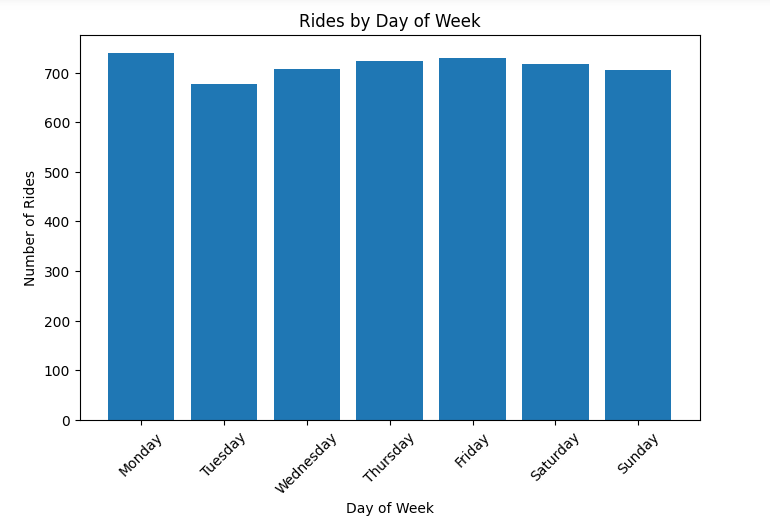 Rides by Day of Week
Number of Rides
700
600
500
400
300
200
100
0
Monday
Tuesday
Wednesday
Thursday
Friday
Saturday
Sunday
Day of Week